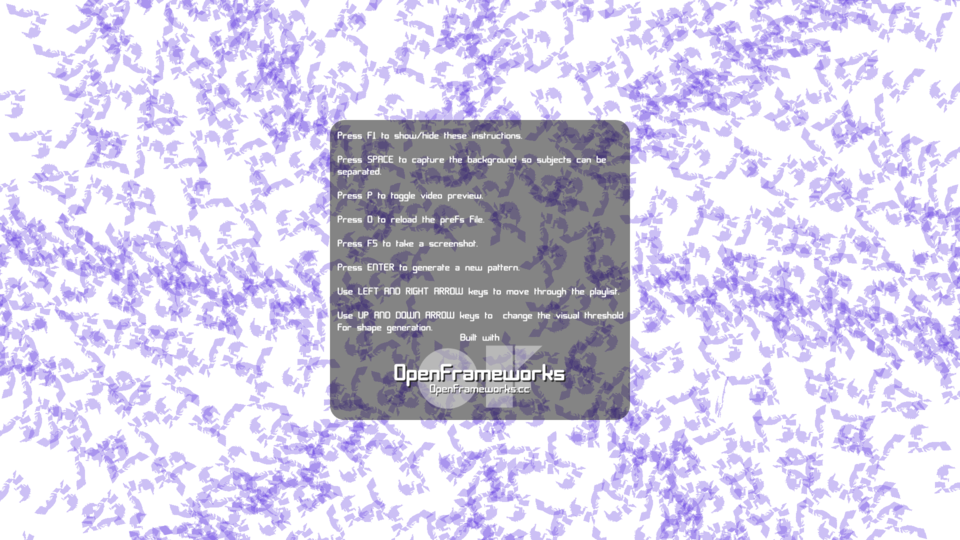 Press F1 to show/hide these instructions.
Press SPACE to capture the background so subjects can be
separated.
Press P to toggle video preview.
Press O to reload the prefs file.
Press F5 to take a screenshot.
Press ENTER to generate a new pattern.
Use LEFT AND RIGHT ARROW keys to move through the playlist.
Use UP AND DOWN ARROW keys to  change the visual threshold
for shape generation.
Built with
OpenFrameworks
OpenFrameworks.cc